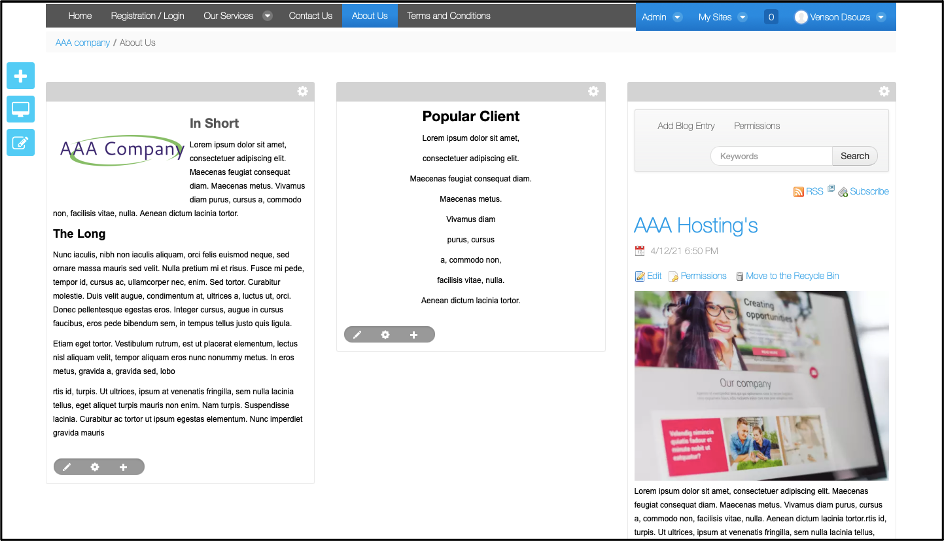 Home Registration / Login Our Services Contact Us About Us Terms and Conditions Admin My Sites 0 Venson Dsouza
AAA company / About Us
In Short
AAA Company
Lorem ipsum dolor sit amet,
consectetuer adipiscing elit.
Maecenas feugiat consequat
diam. Maecenas metus. Vivamus
diam purus, cursus a, commodo
non, facilisis vitae, nulla. Aenean dictum lacinia tortor.
The Long
Nunc iaculis, nibh non iaculis aliquam, orci felis euismod neque, sed
ornare massa mauris sed velit. Nulla pretium mi et risus. Fusce mi pede,
tempor id, cursus ac, ullamcorper nec, enim. Sed tortor. Curabitur
molestie. Duis velit augue, condimentum at, ultrices a, luctus ut, orci.
Donec pellentesque egestas eros. Integer cursus, augue in cursus
faucibus, eros pede bibendum sem, in tempus tellus justo quis ligula.
Etiam eget tortor. Vestibulum rutrum, est ut placerat elementum, lectus
nisl aliquam velit, tempor aliquam eros nunc nonummy metus. In eros
metus, gravida a, gravida sed, lobo
rtis id, turpis. Ut ultrices, ipsum at venenatis fringilla, sem nulla lacinia
tellus, eget aliquet turpis mauris non enim. Nam turpis. Suspendisse
lacinia. Curabitur ac tortor ut ipsum egestas elementum. Nunc imperdiet
gravida mauris
Popular Client
Lorem ipsum dolor sit amet,
consectetuer adipiscing elit.
Maecenas feugiat consequat diam.
Maecenas metus.
Vivamus diam
purus, cursus
a, commodo non,
facilisis vitae, nulla.
Aenean dictum lacinia tortor.
Add Blog Entry Permissions
Keywords Search
RSS Subscribe
AAA Hosting's
4/12/21 6:50 PM
Edit Permissions Move to the Recycle Bin
Creating
opportunities
Our company
Lorem ipsum dolor sit amet, consectetuer adipiscing elit. Maecenas
feugiat consequat diam. Maecenas metus. Vivamus diam purus, cursus
a, commodo non, facilisis vitae, nulla. Aenean dictum lacinia tortor.rtis id,
turpis. Ut ultrices, ipsum at venenatis fringilla, sem nulla lacinia tellus,